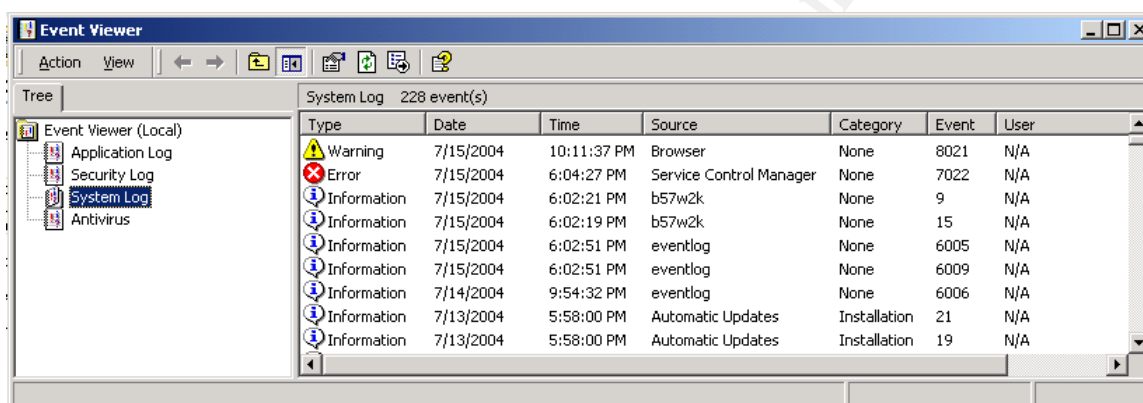 Event Viewer
Action View
Tree
System Log 228 event(s)
Event Viewer (Local)
Application Log
Security Log
System Log
Antivirus
Type Date Time Source Category Event User
Warning 7/15/2004 10:11:37 PM Browser None 8021 N/A
Error 7/15/2004 6:04:27 PM Service Control Manager None 7022 N/A
Information 7/15/2004 6:02:21 PM b57w2k None 9 N/A
Information 7/15/2004 6:02:19 PM b57w2k None 15 N/A
Information 7/15/2004 6:02:51 PM eventlog None 6005 N/A
Information 7/15/2004 6:02:51 PM eventlog None 6009 N/A
Information 7/14/2004 9:54:32 PM eventlog None 6006 N/A
Information 7/13/2004 5:58:00 PM Automatic Updates Installation 21 N/A
Information 7/13/2004 5:58:00 PM Automatic Updates Installation 19 N/A